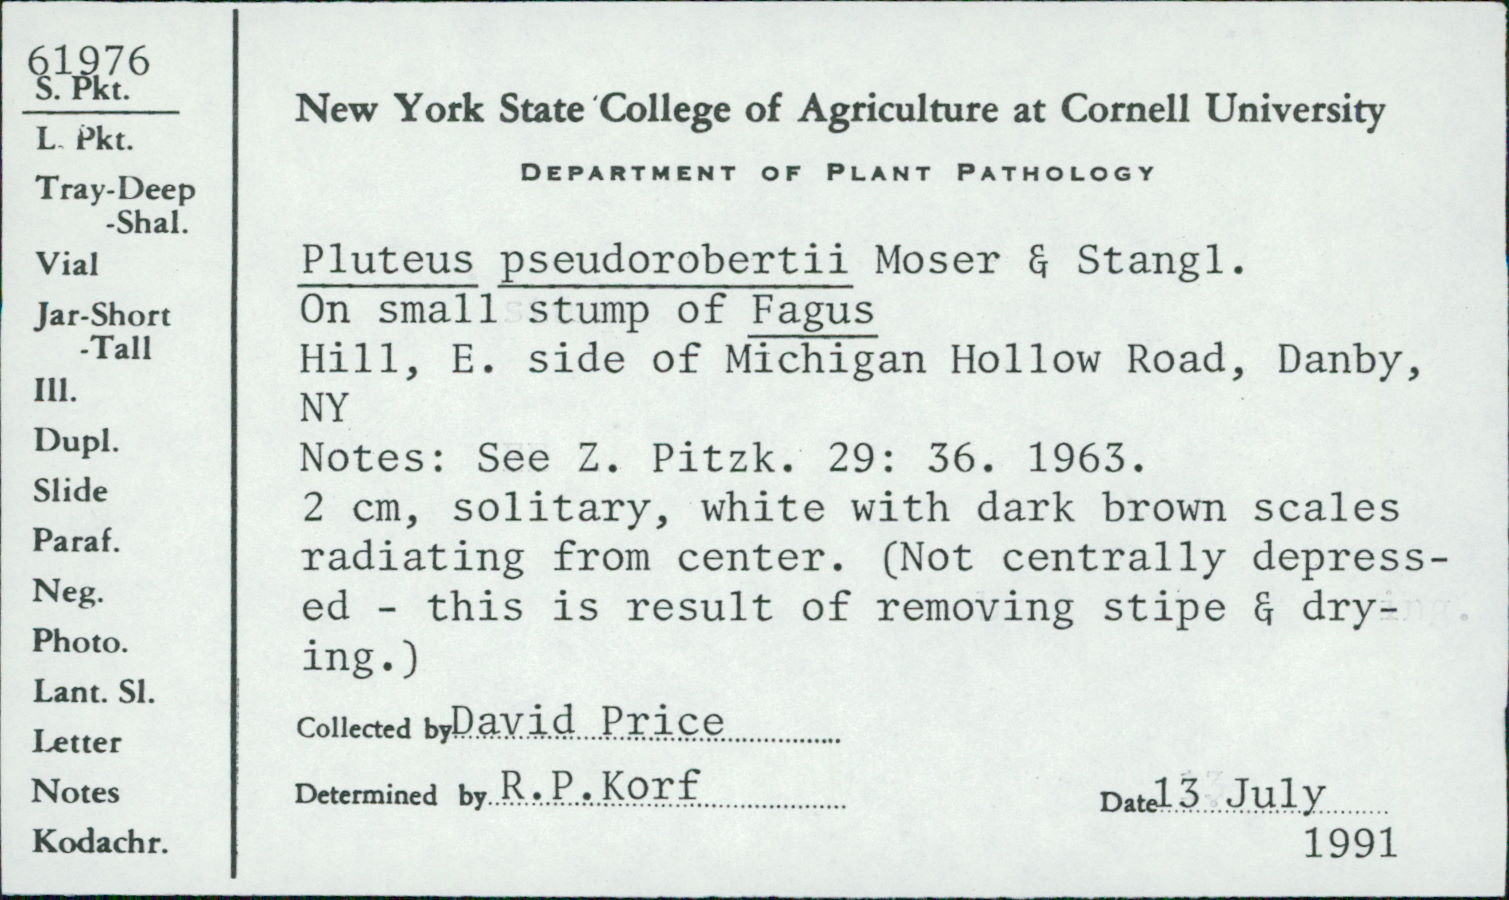 61976
S. Pkt.
L. Pkt.
Tray-Deep
-Shal.
Vial
Jar-Short
-Tall
Ill.
Dupl.
Slide
Paraf.
Neg.
Photo.
Lant. Sl.
Letter
Notes
Kodachr.
New York State College of Agriculture at Cornell University
DEPARTMENT OF PLANT PATHOLOGY
Pluteus pseudorobertii Moser & Stangl.
On small stump of Fagus
Hill, E. side of Michigan Hollow Road, Danby,
NY
Notes: See Z. Pitzk. 29: 36. 1963.
2 cm, solitary, white with dark brown scales
radiating from center. (Not centrally depress-
ed - this is result of removing stipe & dry-
ing.)
Collected by David Price
Determined by R.P.Korf
Date 13 July
1991